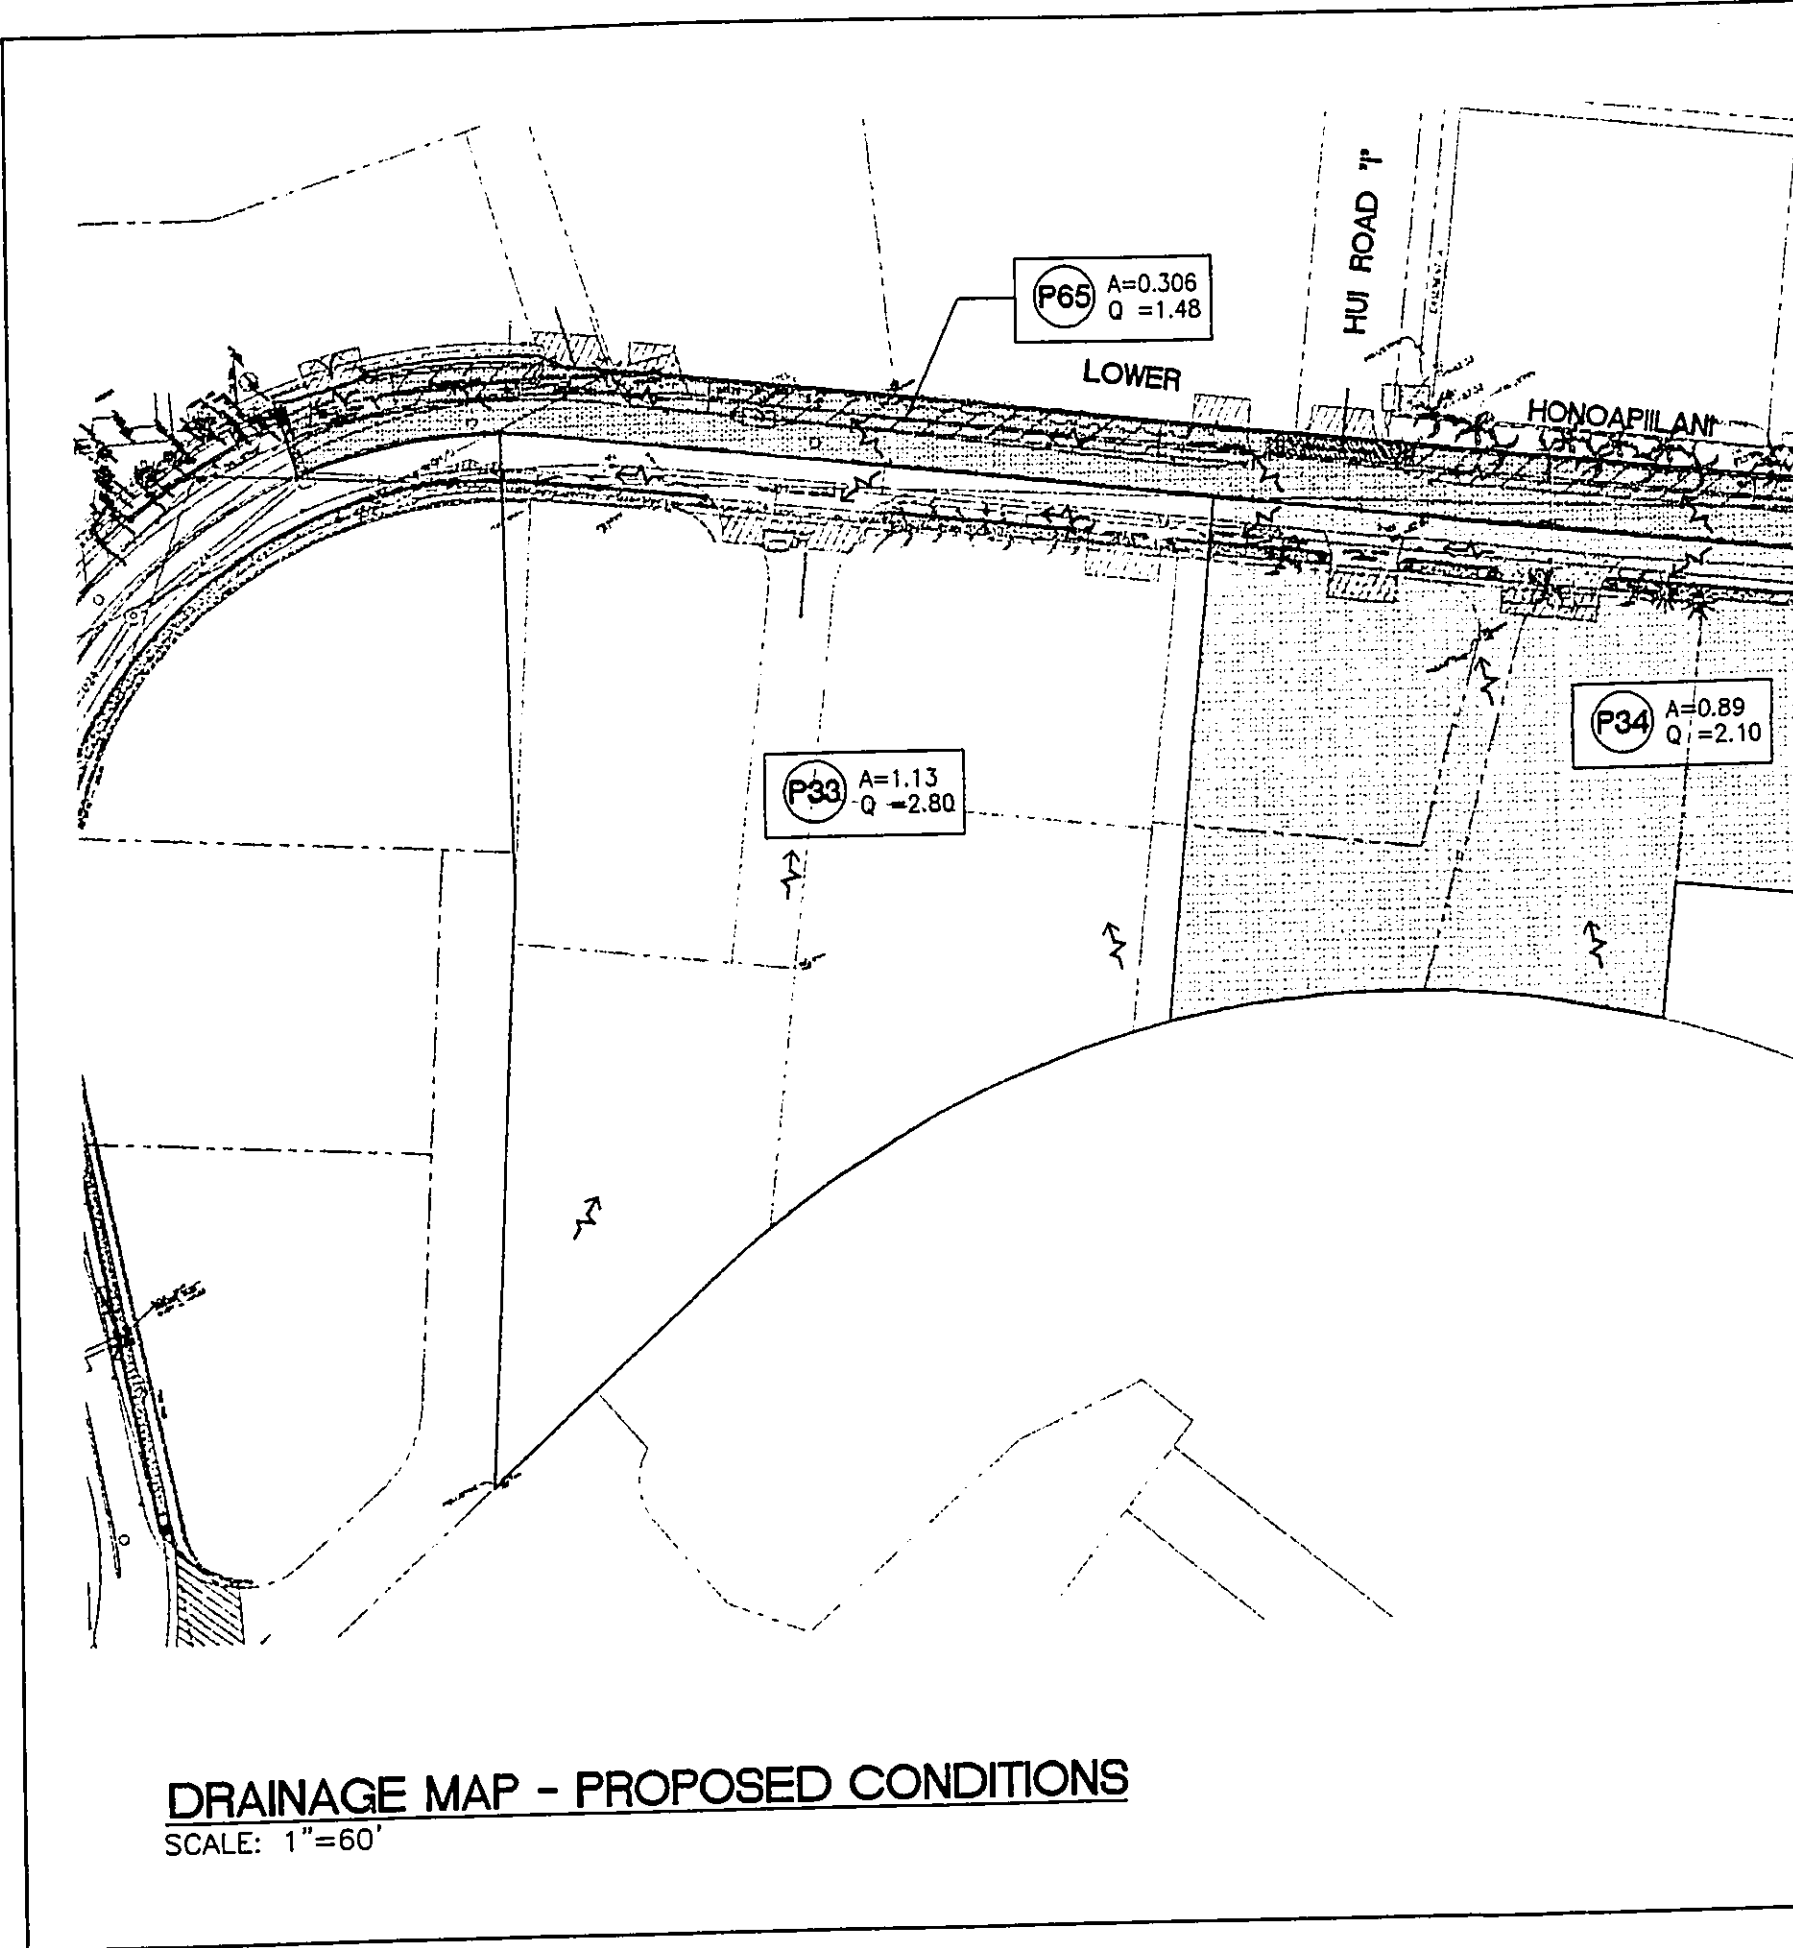 HUI ROAD "I"
P65 A=0.306
Q =1.48
LOWER
HONOAPIILANI
P34 A=0.89
Q =2.10
P33 A=1.13
Q =2.80
DRAINAGE MAP - PROPOSED CONDITIONS
SCALE: 1"=60'